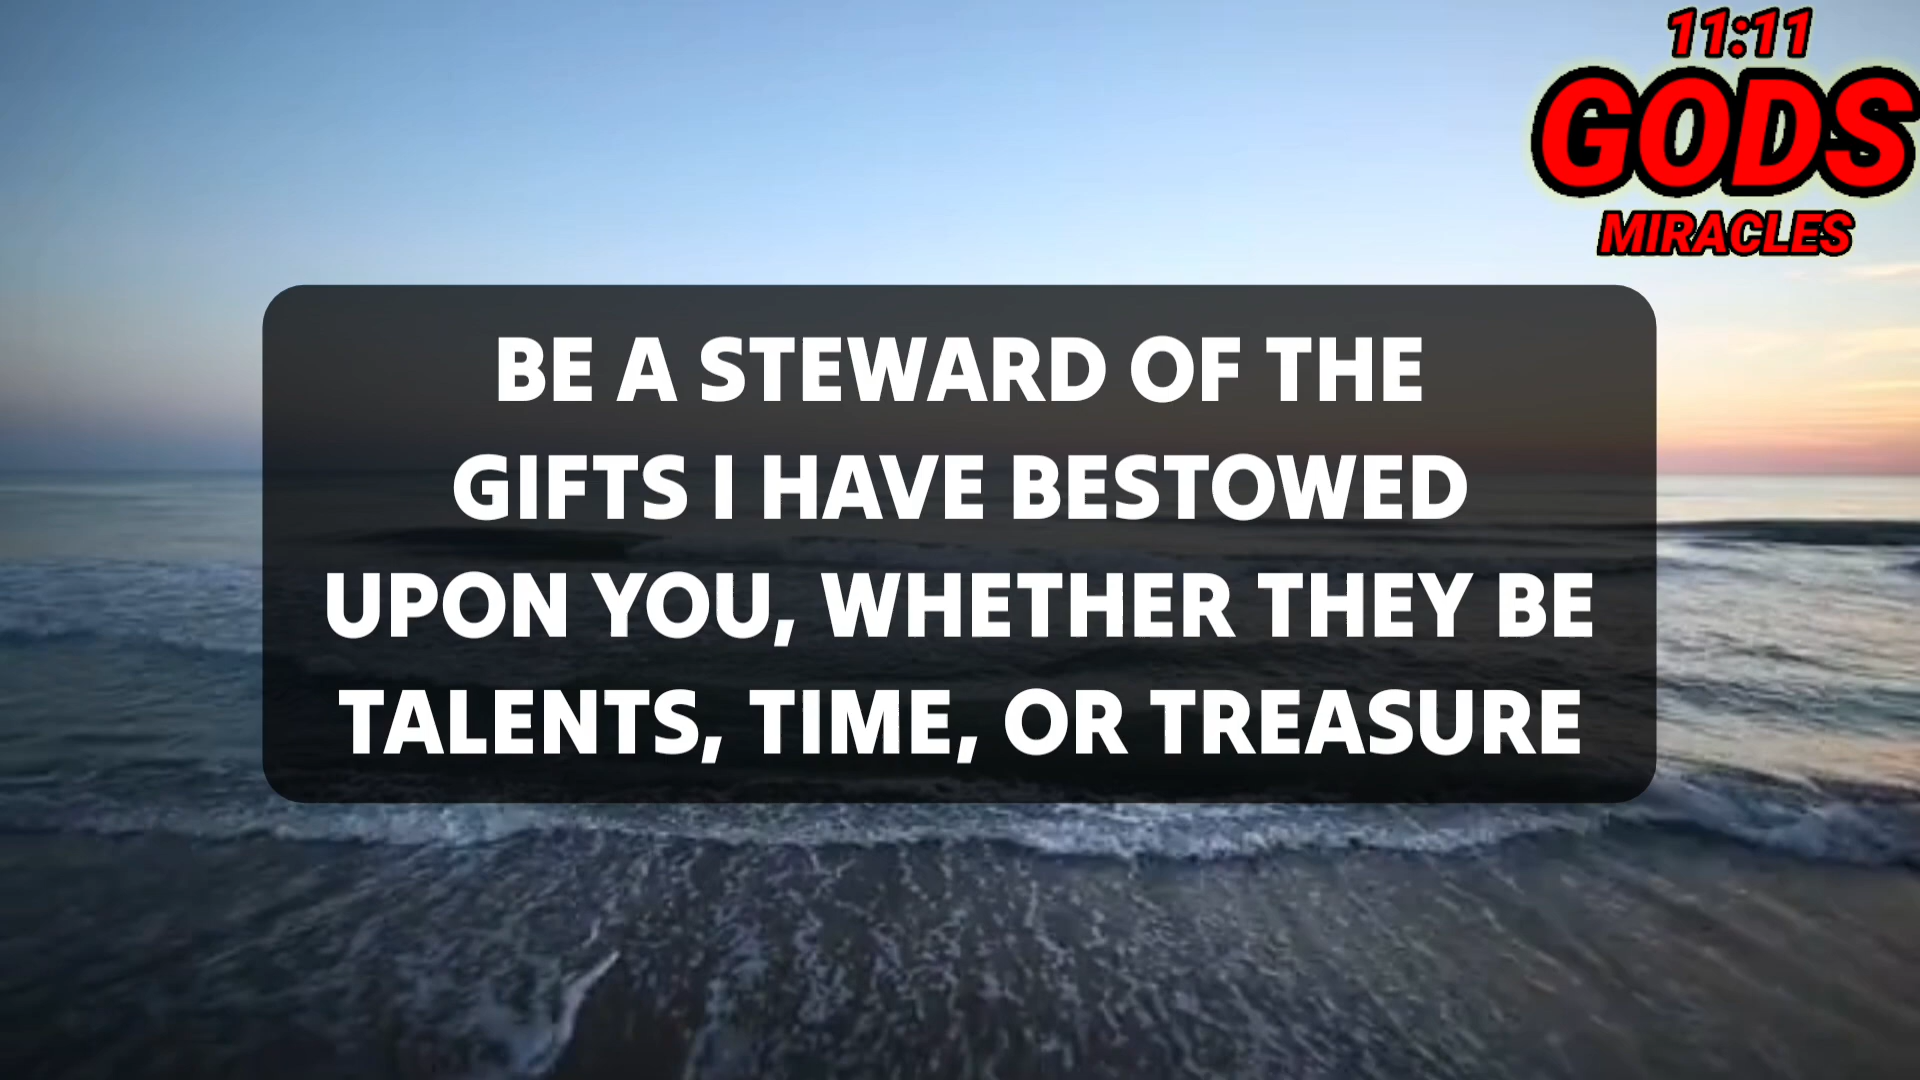 11:11
GODS
MIRACLES
BE A STEWARD OF THE
GIFTS I HAVE BESTOWED
UPON YOU, WHETHER THEY BE
TALENTS, TIME, OR TREASURE